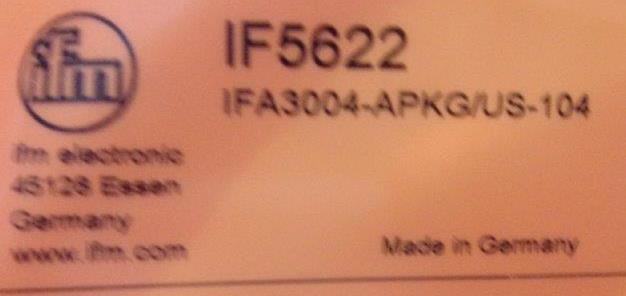 ifm
IF5622
IFA3004-APKG/US-104
ifm electronic
45128 Essen
Germany
www.ifm.com
Made in Germany